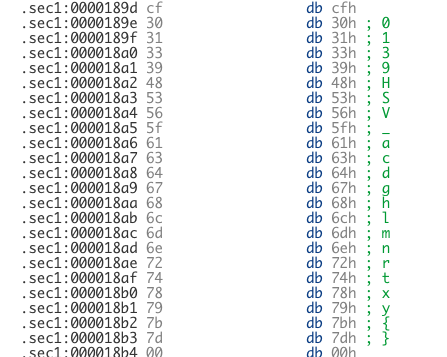 .sec1:0000189d cf db cfh
.sec1:0000189e 30 db 30h ; 0
.sec1:0000189f 31 db 31h ; 1
.sec1:000018a0 33 db 33h ; 3
.sec1:000018a1 39 db 39h ; 9
.sec1:000018a2 48 db 48h ; H
.sec1:000018a3 53 db 53h ; S
.sec1:000018a4 56 db 56h ; V
.sec1:000018a5 5f db 5fh ; _
.sec1:000018a6 61 db 61h ; a
.sec1:000018a7 63 db 63h ; c
.sec1:000018a8 64 db 64h ; d
.sec1:000018a9 67 db 67h ; g
.sec1:000018aa 68 db 68h ; h
.sec1:000018ab 6c db 6ch ; l
.sec1:000018ac 6d db 6dh ; m
.sec1:000018ad 6e db 6eh ; n
.sec1:000018ae 72 db 72h ; r
.sec1:000018af 74 db 74h ; t
.sec1:000018b0 78 db 78h ; x
.sec1:000018b1 79 db 79h ; y
.sec1:000018b2 7b db 7bh ; {
.sec1:000018b3 7d db 7dh ; }
.sec1:000018b4 00 db 00h